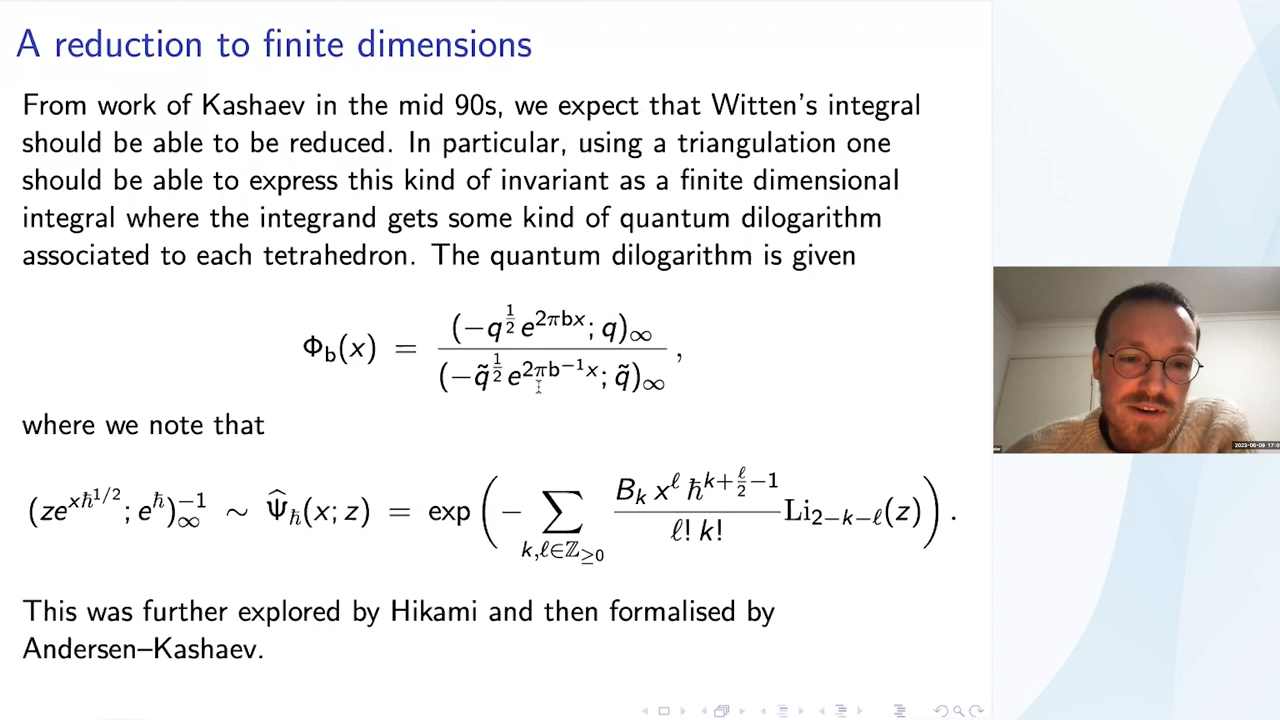 A reduction to finite dimensions
From work of Kashaev in the mid 90s, we expect that Witten's integral
should be able to be reduced. In particular, using a triangulation one
should be able to express this kind of invariant as a finite dimensional
integral where the integrand gets some kind of quantum dilogarithm
associated to each tetrahedron. The quantum dilogarithm is given
Φ_b(x) = (−q^{1/2} e^{2πbx}; q)_∞ / (−q̃^{1/2} e^{2πb^{−1}x}; q̃)_∞ ,
where we note that
(ze^{xℏ^{1/2}}; e^ℏ)_∞^{−1} ∼ Ψ̂_ℏ(x; z) = exp(− ∑_{k,ℓ∈ℤ_{≥0}} (B_k x^ℓ ℏ^{k+ℓ/2−1})/(ℓ! k!) Li_{2−k−ℓ}(z)).
This was further explored by Hikami and then formalised by
Andersen–Kashaev.